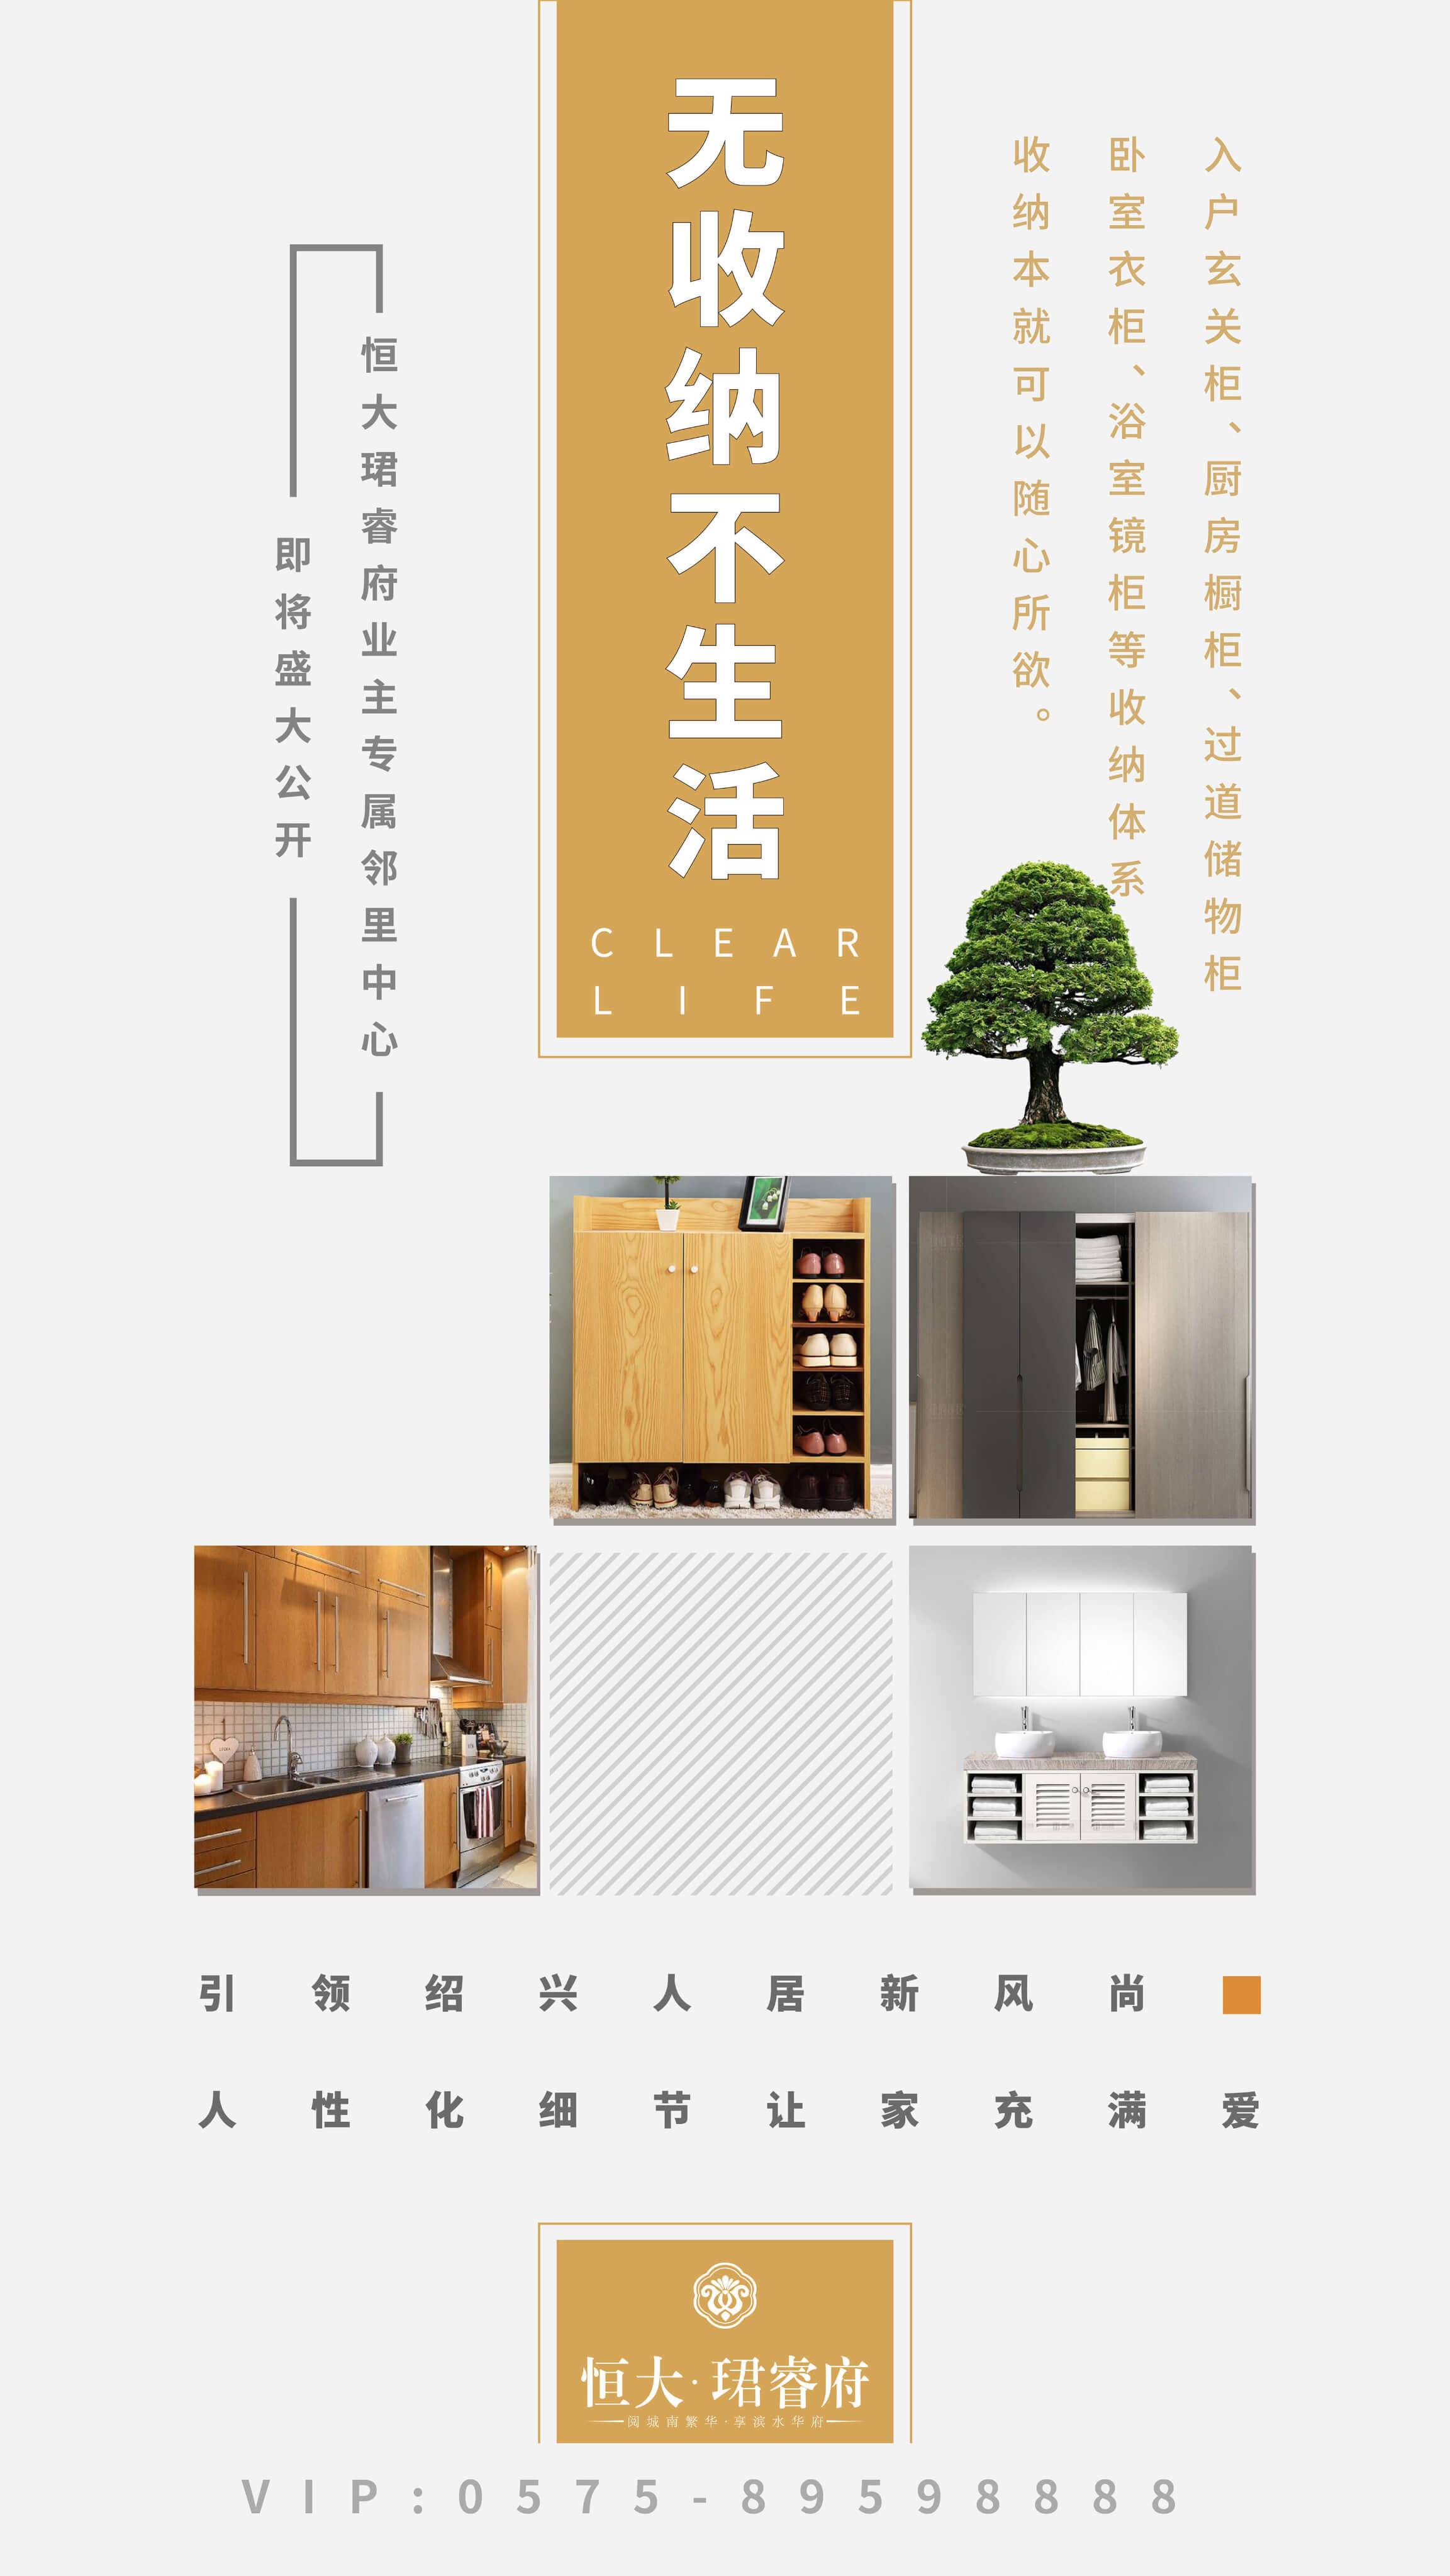 无收纳不生活
CLEAR
LIFE
入户玄关柜、厨房橱柜、过道储物柜
卧室衣柜、浴室镜柜等收纳体系
收纳本就可以随心所欲。
恒大珺睿府业主专属邻里中心
即将盛大公开
引领绍兴人居新风尚
人性化细节让家充满爱
恒大·珺睿府
阅城南繁华·享滨水华府
VIP:0575-89598888